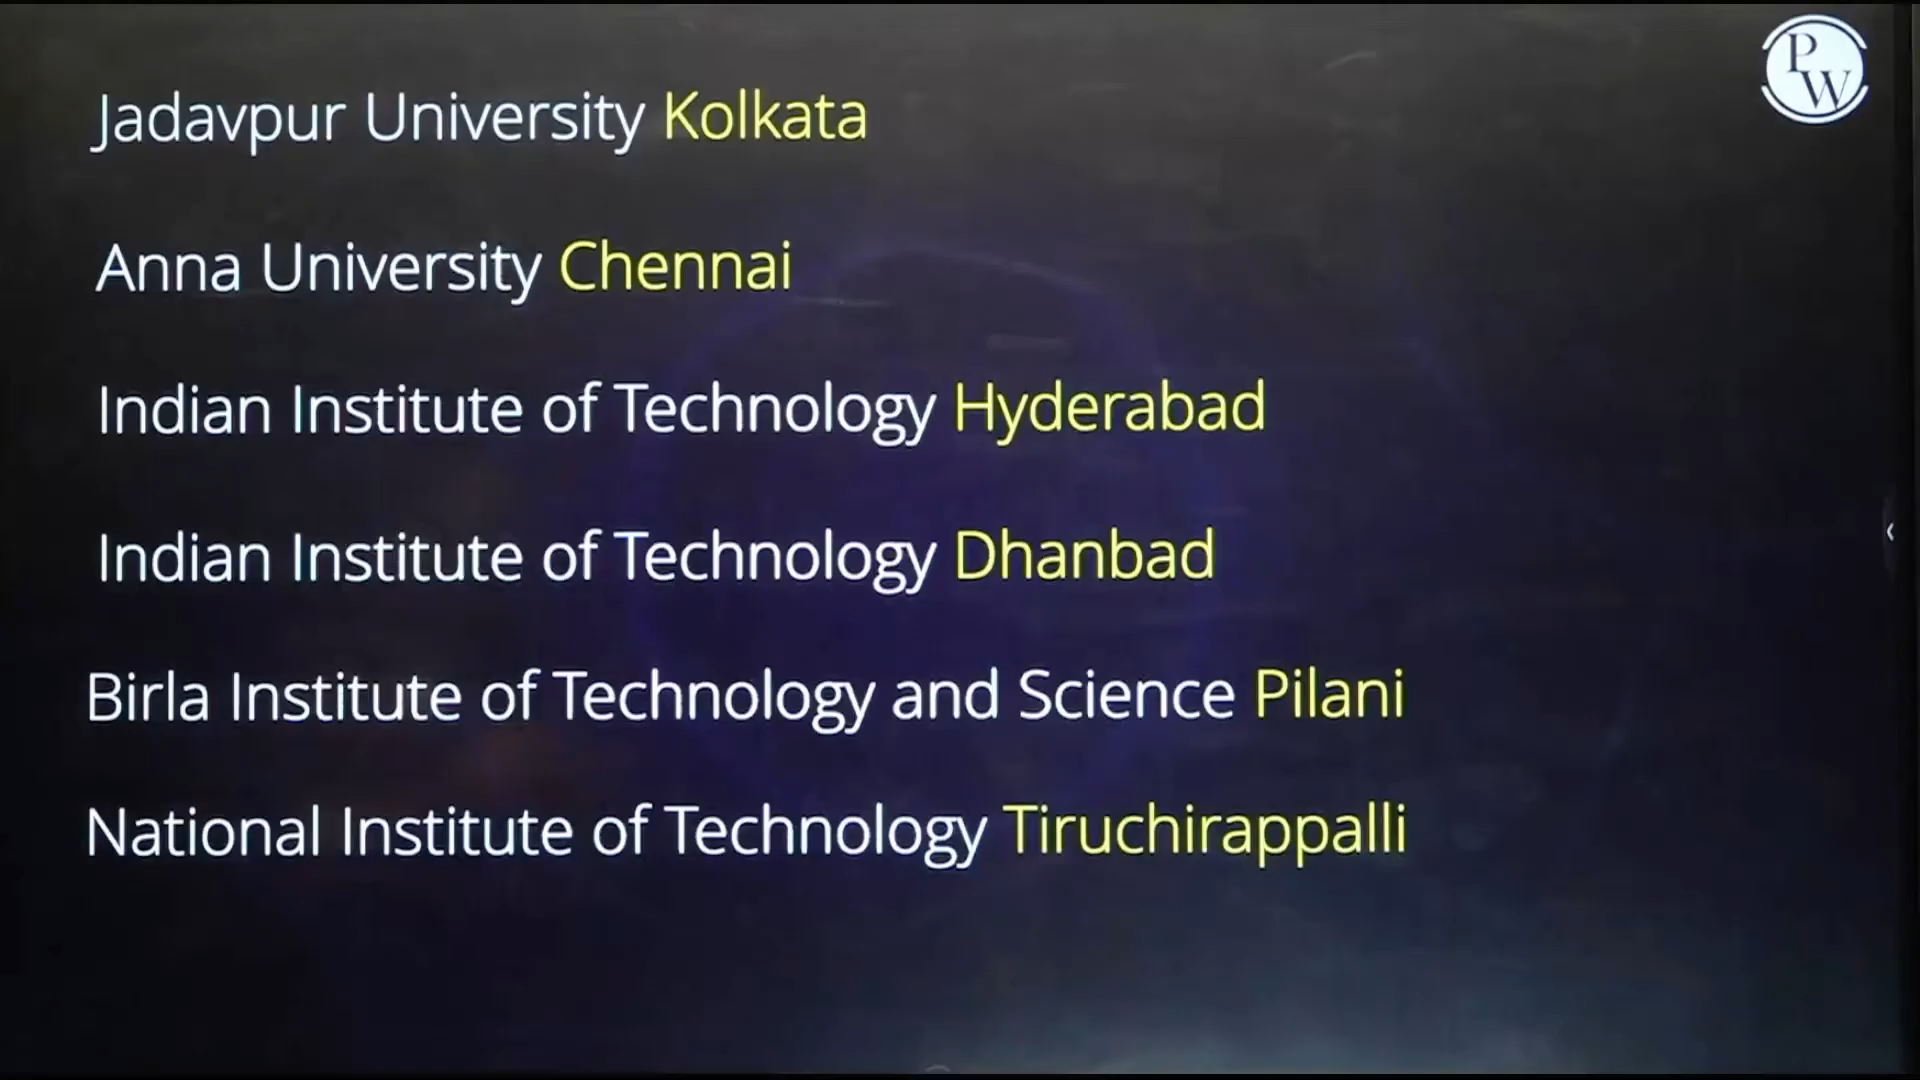 PW
Jadavpur University Kolkata
Anna University Chennai
Indian Institute of Technology Hyderabad
Indian Institute of Technology Dhanbad
Birla Institute of Technology and Science Pilani
National Institute of Technology Tiruchirappalli